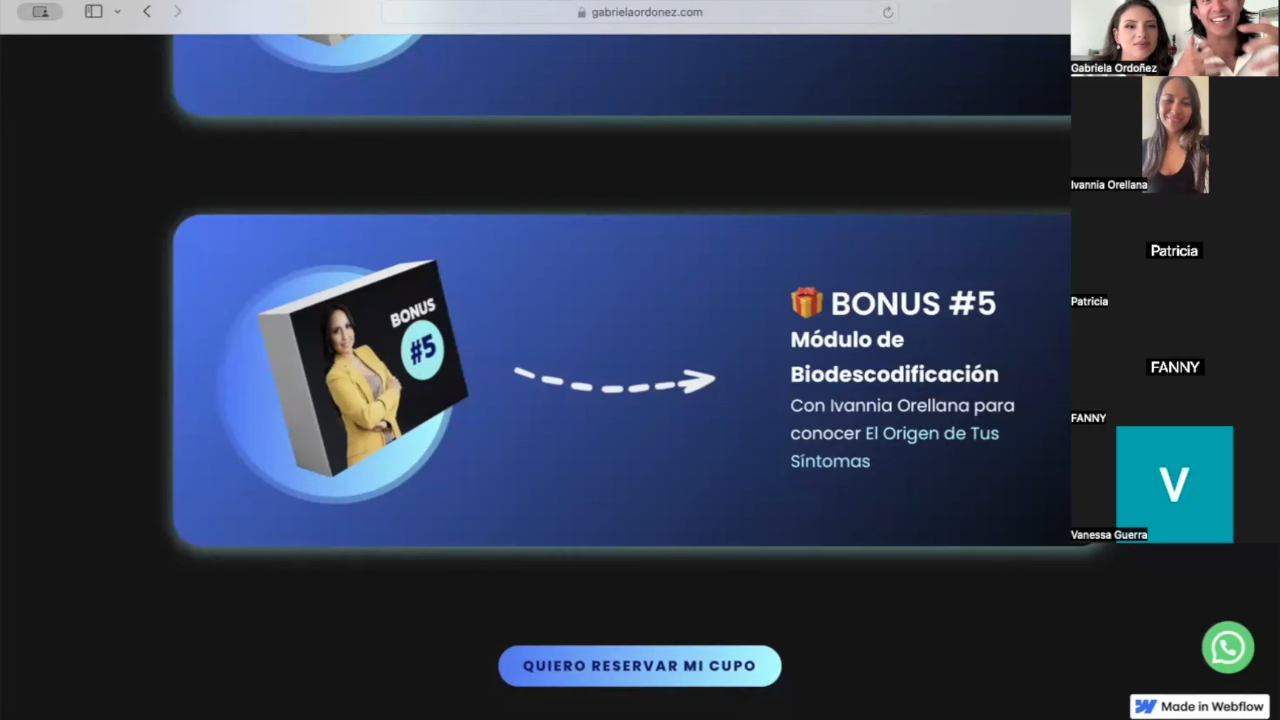 gabrielaordonez.com
Gabriela Ordoñez
Ivannia Orellana
Patricia
Patricia
FANNY
FANNY
V
Vanessa Guerra
BONUS
#5
🎁 BONUS #5
Módulo de
Biodescodificación
Con Ivannia Orellana para
conocer El Origen de Tus
Síntomas
QUIERO RESERVAR MI CUPO
Made in Webflow